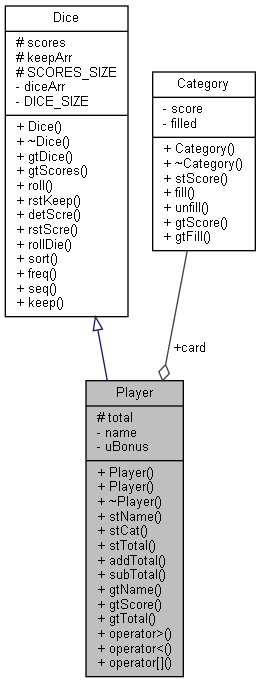 Dice
# scores
# keepArr
# SCORES_SIZE
- diceArr
- DICE_SIZE
+ Dice()
+ ~Dice()
+ gtDice()
+ gtScores()
+ roll()
+ rstKeep()
+ detScre()
+ rstScre()
+ rollDie()
+ sort()
+ freq()
+ seq()
+ keep()
Category
- score
- filled
+ Category()
+ ~Category()
+ stScore()
+ fill()
+ unfill()
+ gtScore()
+ gtFill()
+card
Player
# total
- name
- uBonus
+ Player()
+ Player()
+ ~Player()
+ stName()
+ stCat()
+ stTotal()
+ addTotal()
+ subTotal()
+ gtName()
+ gtScore()
+ gtTotal()
+ operator>()
+ operator<()
+ operator[]()